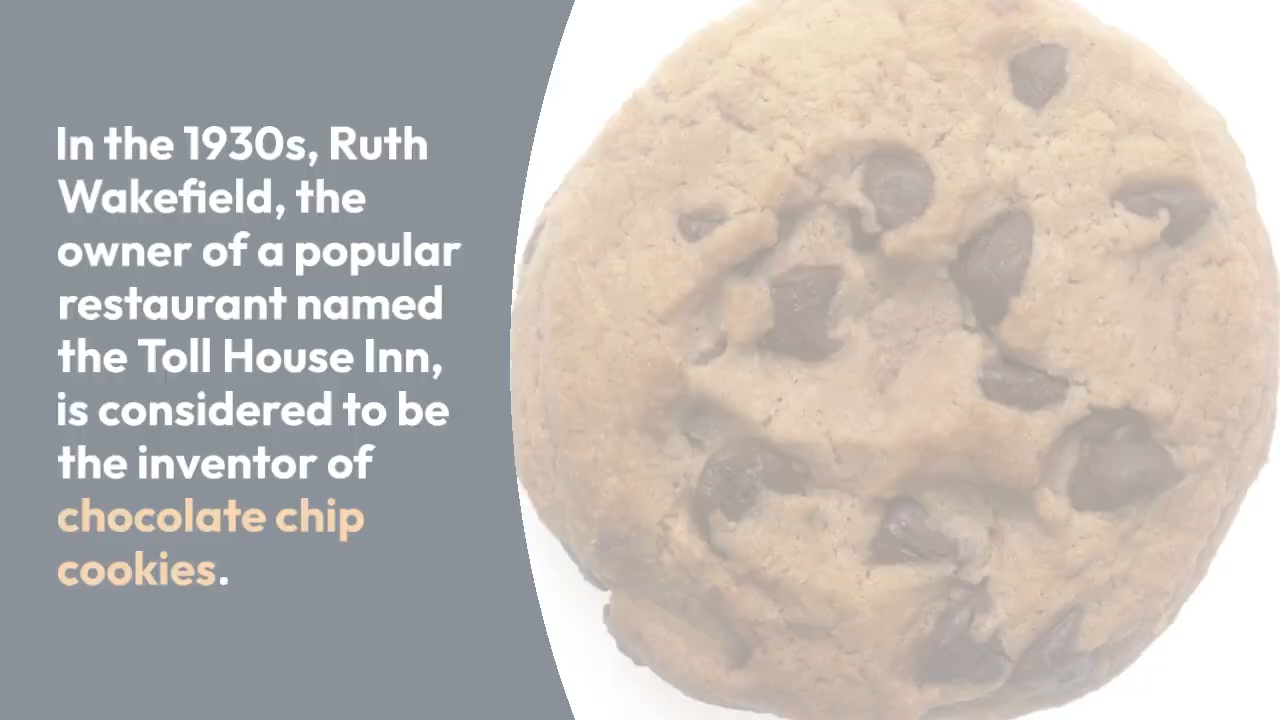 In the 1930s, Ruth
Wakefield, the
owner of a popular
restaurant named
the Toll House Inn,
is considered to be
the inventor of
chocolate chip
cookies.